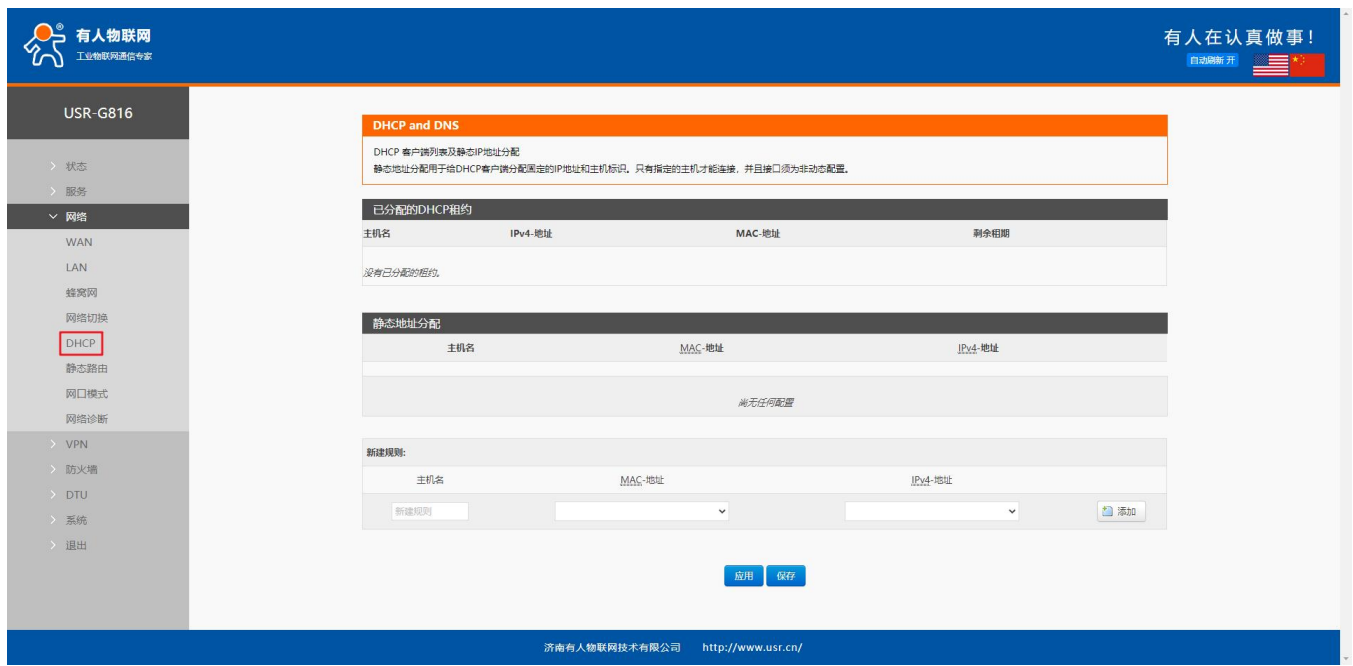 有人物联网
工业物联网通信专家
有人在认真做事!
自动刷新 开
USR-G816
状态
服务
网络
WAN
LAN
蜂窝网
网络切换
DHCP
静态路由
网口模式
网络诊断
VPN
防火墙
DTU
系统
退出
DHCP and DNS
DHCP 客户端列表及静态IP地址分配
静态地址分配用于给DHCP客户端分配固定的IP地址和主机标识。只有指定的主机才能连接，并且接口须为非动态配置。
已分配的DHCP租约
主机名 IPv4-地址 MAC-地址 剩余租期
没有已分配的租约。
静态地址分配
主机名 MAC-地址 IPv4-地址
尚无任何配置
新建规则:
主机名 MAC-地址 IPv4-地址
新建规则 添加
应用 保存
济南有人物联网技术有限公司 http://www.usr.cn/